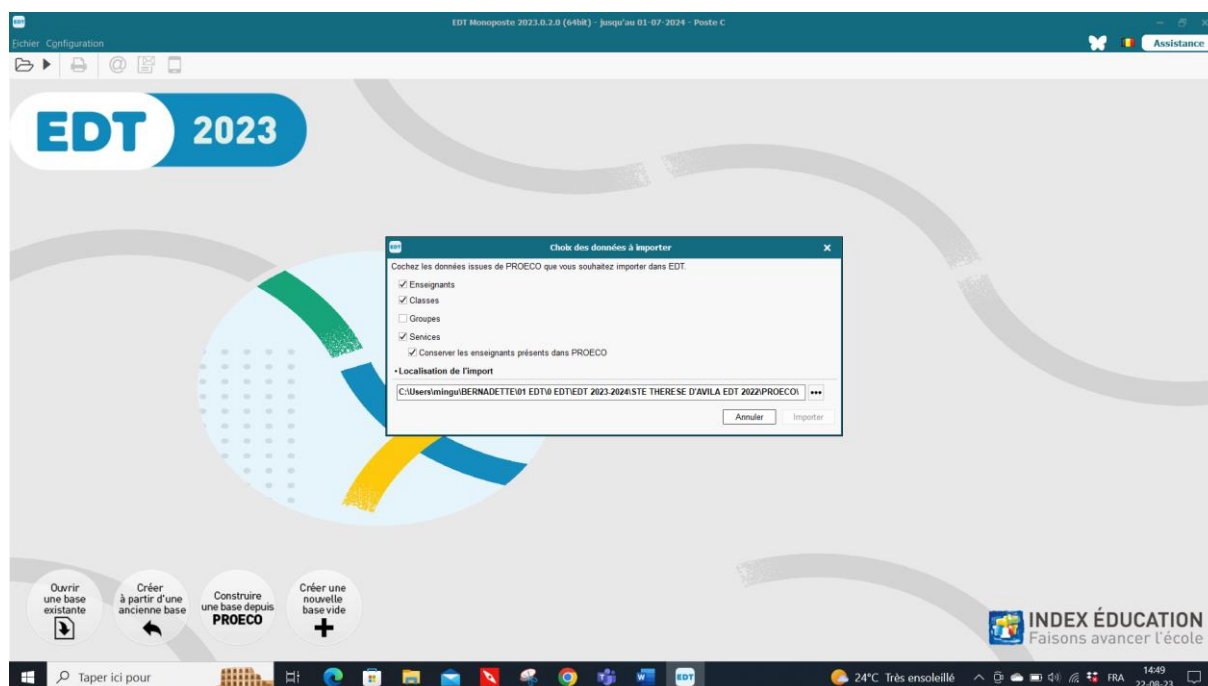 EDT
EDT Monoposte 2023.0.2.0 (64bit) - jusqu'au 01-07-2024 - Poste C
Fichier Configuration
Assistance
EDT 2023
EDT
Choix des données à importer
Cochez les données issues de PROECO que vous souhaitez importer dans EDT.
Enseignants
Classes
Groupes
Services
Conserver les enseignants présents dans PROECO
Localisation de l'import
C:\Users\mingu\BERNADETTE\01 EDT\0 EDT\EDT 2023-2024\STE THERESE D'AVILA EDT 2022\PROECO\
Annuler Importer
Ouvrir
une base
existante
Créer
à partir d'une
ancienne base
Construire
une base depuis
PROECO
Créer une
nouvelle
base vide
INDEX ÉDUCATION
Faisons avancer l'école
Taper ici pour
EDT
24°C Très ensoleillé
FRA
14:49
22-08-23